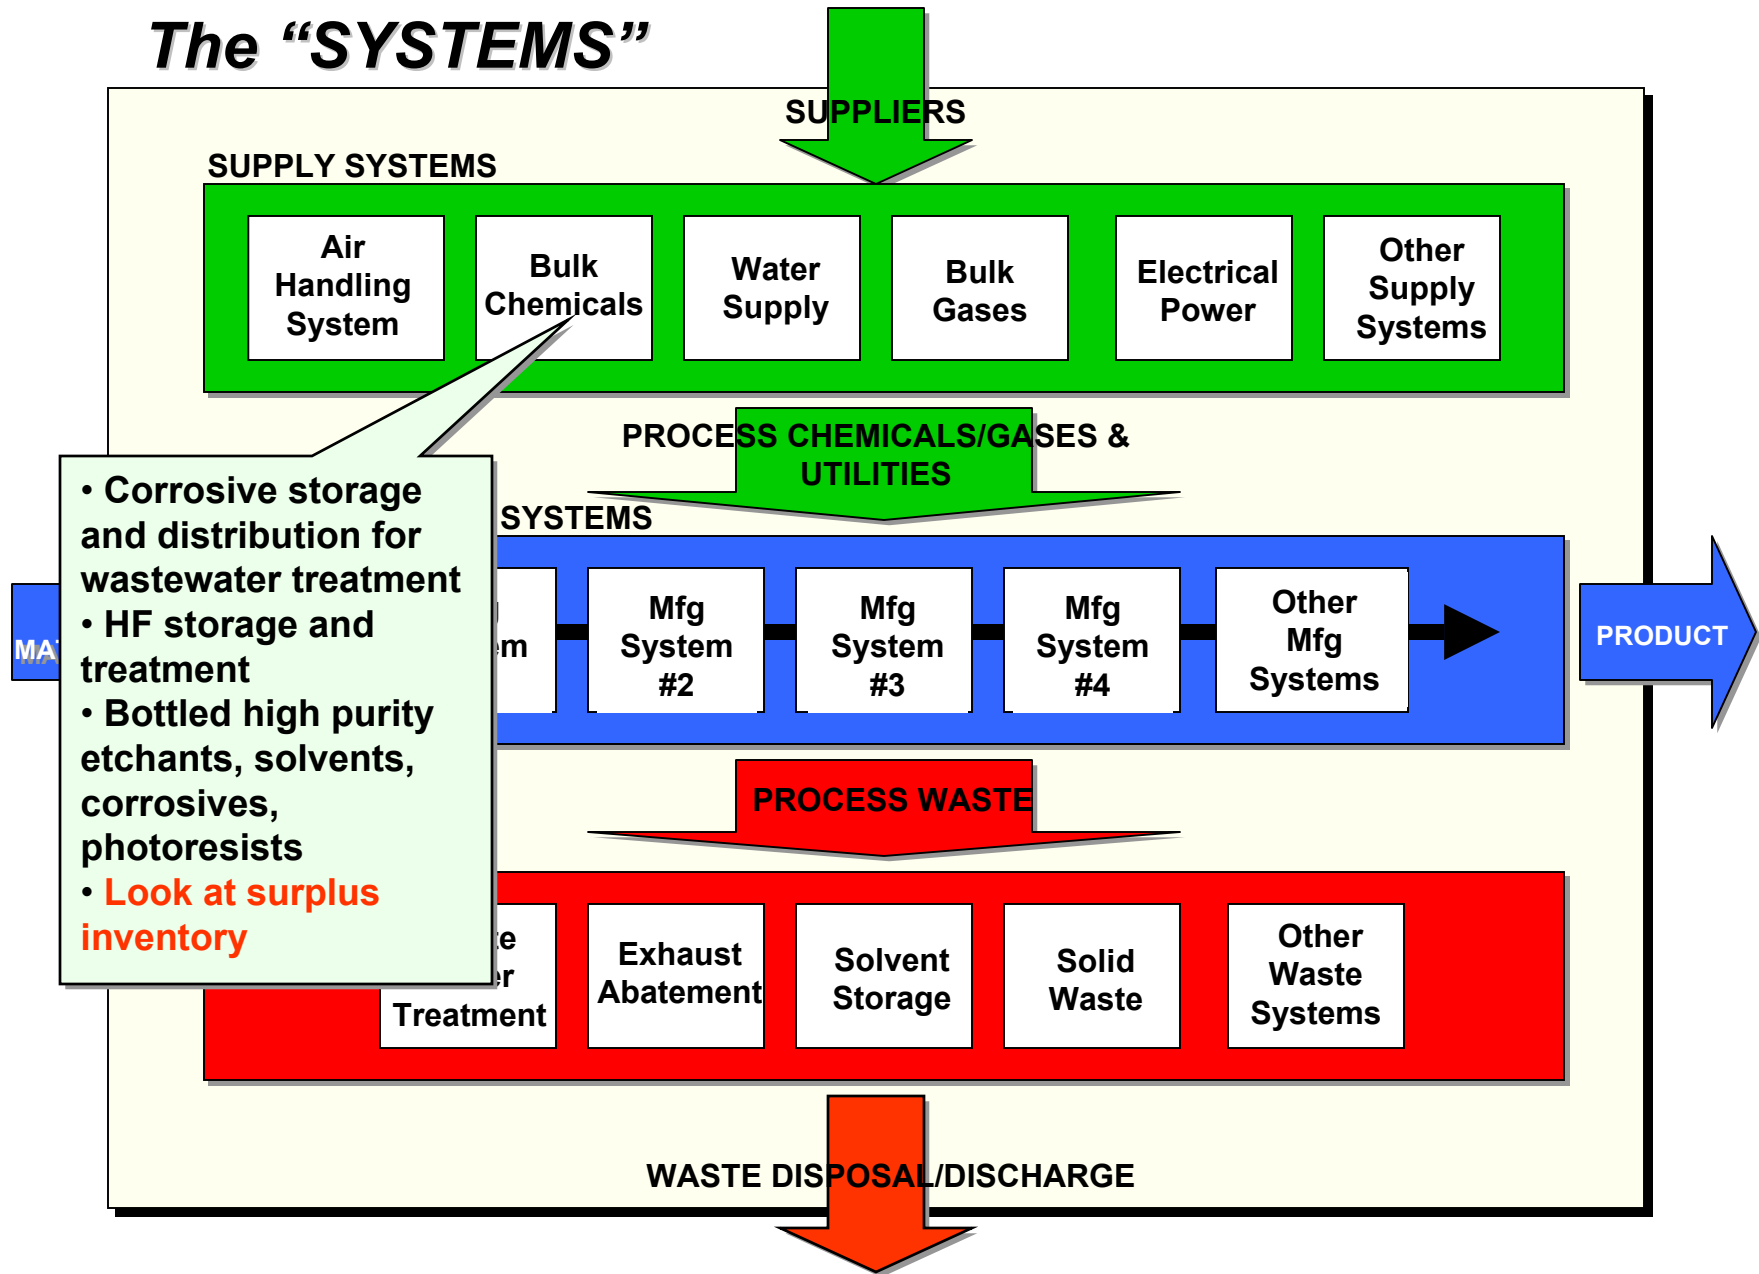 The “SYSTEMS”
SUPPLIERS
SUPPLY SYSTEMS
Air
Handling
System
Bulk
Chemicals
Water
Supply
Bulk
Gases
Electrical
Power
Other
Supply
Systems
PROCESS CHEMICALS/GASES &
UTILITIES
• Corrosive storage
and distribution for
wastewater treatment
• HF storage and
treatment
• Bottled high purity
etchants, solvents,
corrosives,
photoresists
• Look at surplus
inventory
SYSTEMS
Mfg
System
#2
Mfg
System
#3
Mfg
System
#4
Other
Mfg
Systems
PRODUCT
PROCESS WASTE
Treatment
Exhaust
Abatement
Solvent
Storage
Solid
Waste
Other
Waste
Systems
WASTE DISPOSAL/DISCHARGE